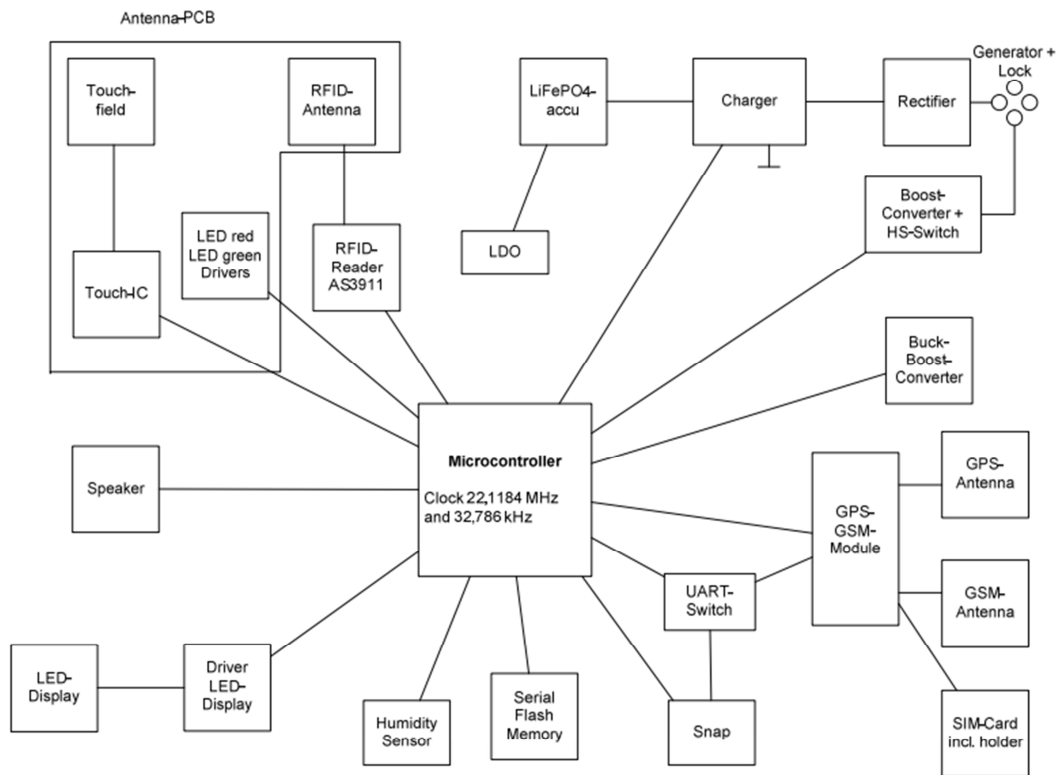 Antenna-PCB
Touch-
field
RFID-
Antenna
LiFePO4-
accu
Charger
Rectifier
Generator +
Lock
Boost-
Converter +
HS-Switch
LED red
LED green
Drivers
RFID-
Reader
AS3911
LDO
Touch-IC
Buck-
Boost-
Converter
Microcontroller
Clock 22,1184 MHz
and 32,786 kHz
Speaker
GPS-
GSM-
Module
GPS-
Antenna
UART-
Switch
GSM-
Antenna
LED-
Display
Driver
LED-
Display
Humidity
Sensor
Serial
Flash
Memory
Snap
SIM-Card
incl. holder